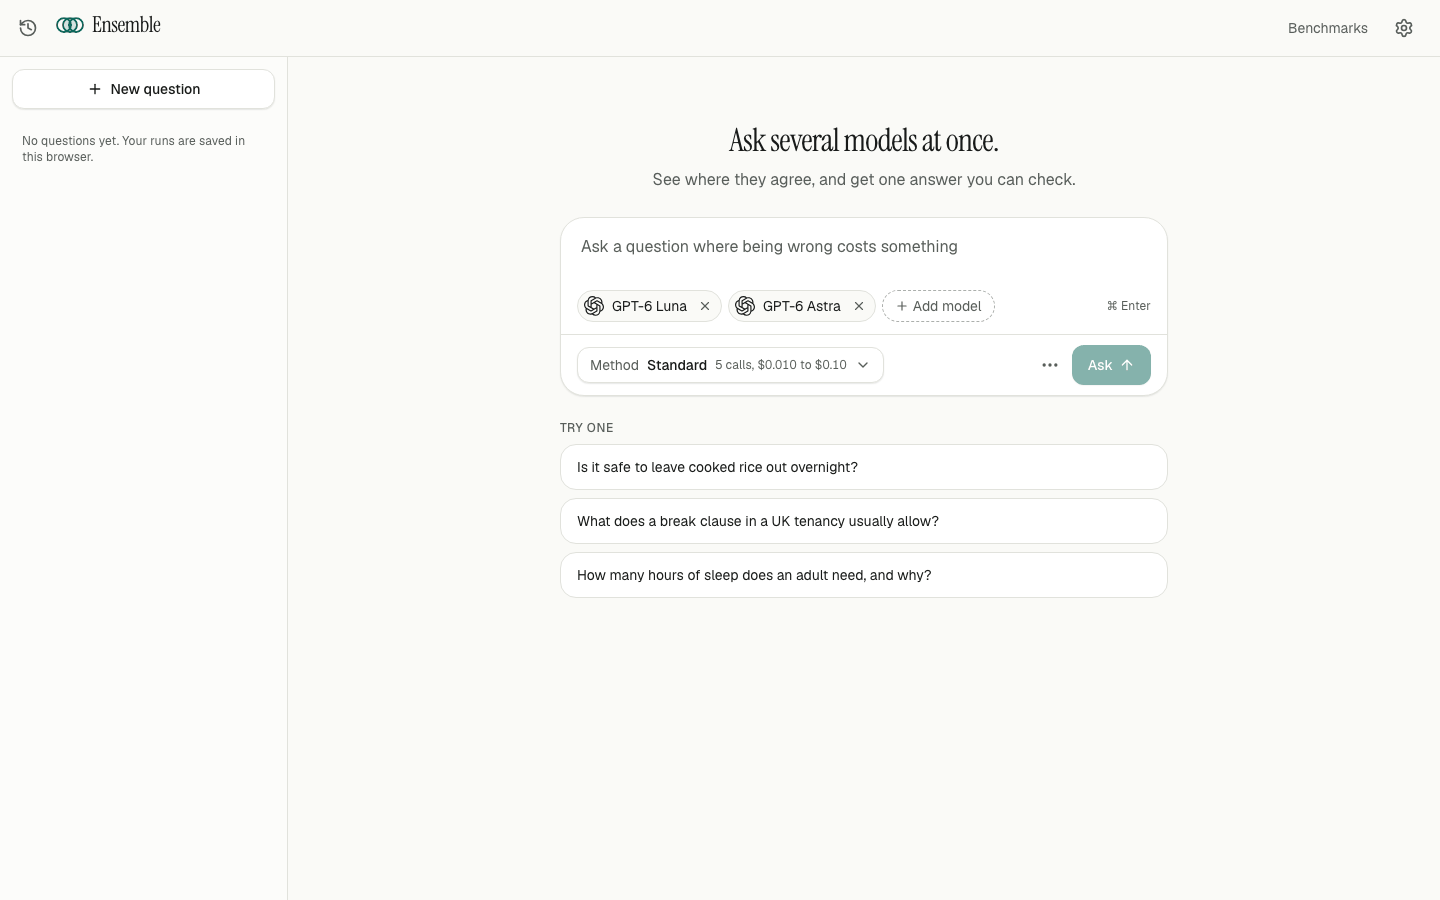 Ensemble
Benchmarks
New question
No questions yet. Your runs are saved in
this browser.
Ask several models at once.
See where they agree, and get one answer you can check.
Ask a question where being wrong costs something
GPT-6 Luna
GPT-6 Astra
+ Add model
⌘ Enter
Method Standard 5 calls, $0.010 to $0.10
Ask
TRY ONE
Is it safe to leave cooked rice out overnight?
What does a break clause in a UK tenancy usually allow?
How many hours of sleep does an adult need, and why?